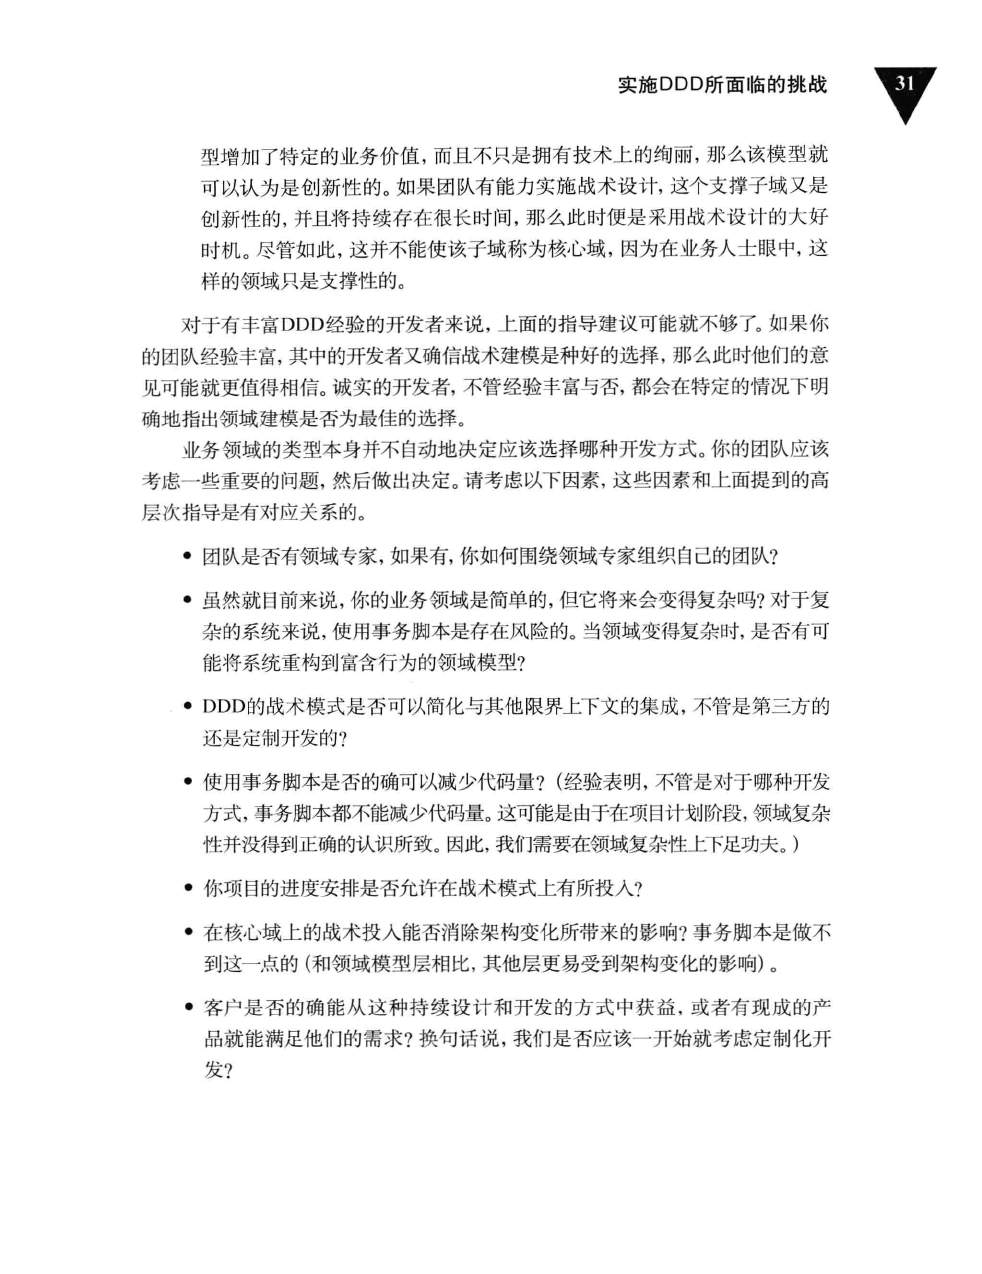 实施DDD所面临的挑战
31
型增加了特定的业务价值，而且不只是拥有技术上的绚丽，那么该模型就
可以认为是创新性的。如果团队有能力实施战术设计，这个支撑子域又是
创新性的，并且将持续存在很长时间，那么此时便是采用战术设计的大好
时机。尽管如此，这并不能使该子域称为核心域，因为在业务人士眼中，这
样的领域只是支撑性的。
对于有丰富DDD经验的开发者来说，上面的指导建议可能就不够了。如果你
的团队经验丰富，其中的开发者又确信战术建模是种好的选择，那么此时他们的意
见可能就更值得相信。诚实的开发者，不管经验丰富与否，都会在特定的情况下明
确地指出领域建模是否为最佳的选择。
业务领域的类型本身并不自动地决定应该选择哪种开发方式。你的团队应该
考虑一些重要的问题，然后做出决定。请考虑以下因素，这些因素和上面提到的高
层次指导是有对应关系的。
• 团队是否有领域专家，如果有，你如何围绕领域专家组织自己的团队？
• 虽然就目前来说，你的业务领域是简单的，但它将来会变得复杂吗？对于复
杂的系统来说，使用事务脚本是存在风险的。当领域变得复杂时，是否有可
能将系统重构到富含行为的领域模型？
• DDD的战术模式是否可以简化与其他限界上下文的集成，不管是第三方的
还是定制开发的？
• 使用事务脚本是否的确可以减少代码量？（经验表明，不管是对于哪种开发
方式，事务脚本都不能减少代码量。这可能是由于在项目计划阶段，领域复杂
性并没得到正确的认识所致。因此，我们需要在领域复杂性上下足功夫。）
• 你项目的进度安排是否允许在战术模式上有所投入？
• 在核心域上的战术投入能否消除架构变化所带来的影响？事务脚本是做不
到这一点的（和领域模型层相比，其他层更易受到架构变化的影响）。
• 客户是否的确能从这种持续设计和开发的方式中获益，或者有现成的产
品就能满足他们的需求？换句话说，我们是否应该一开始就考虑定制化开
发？